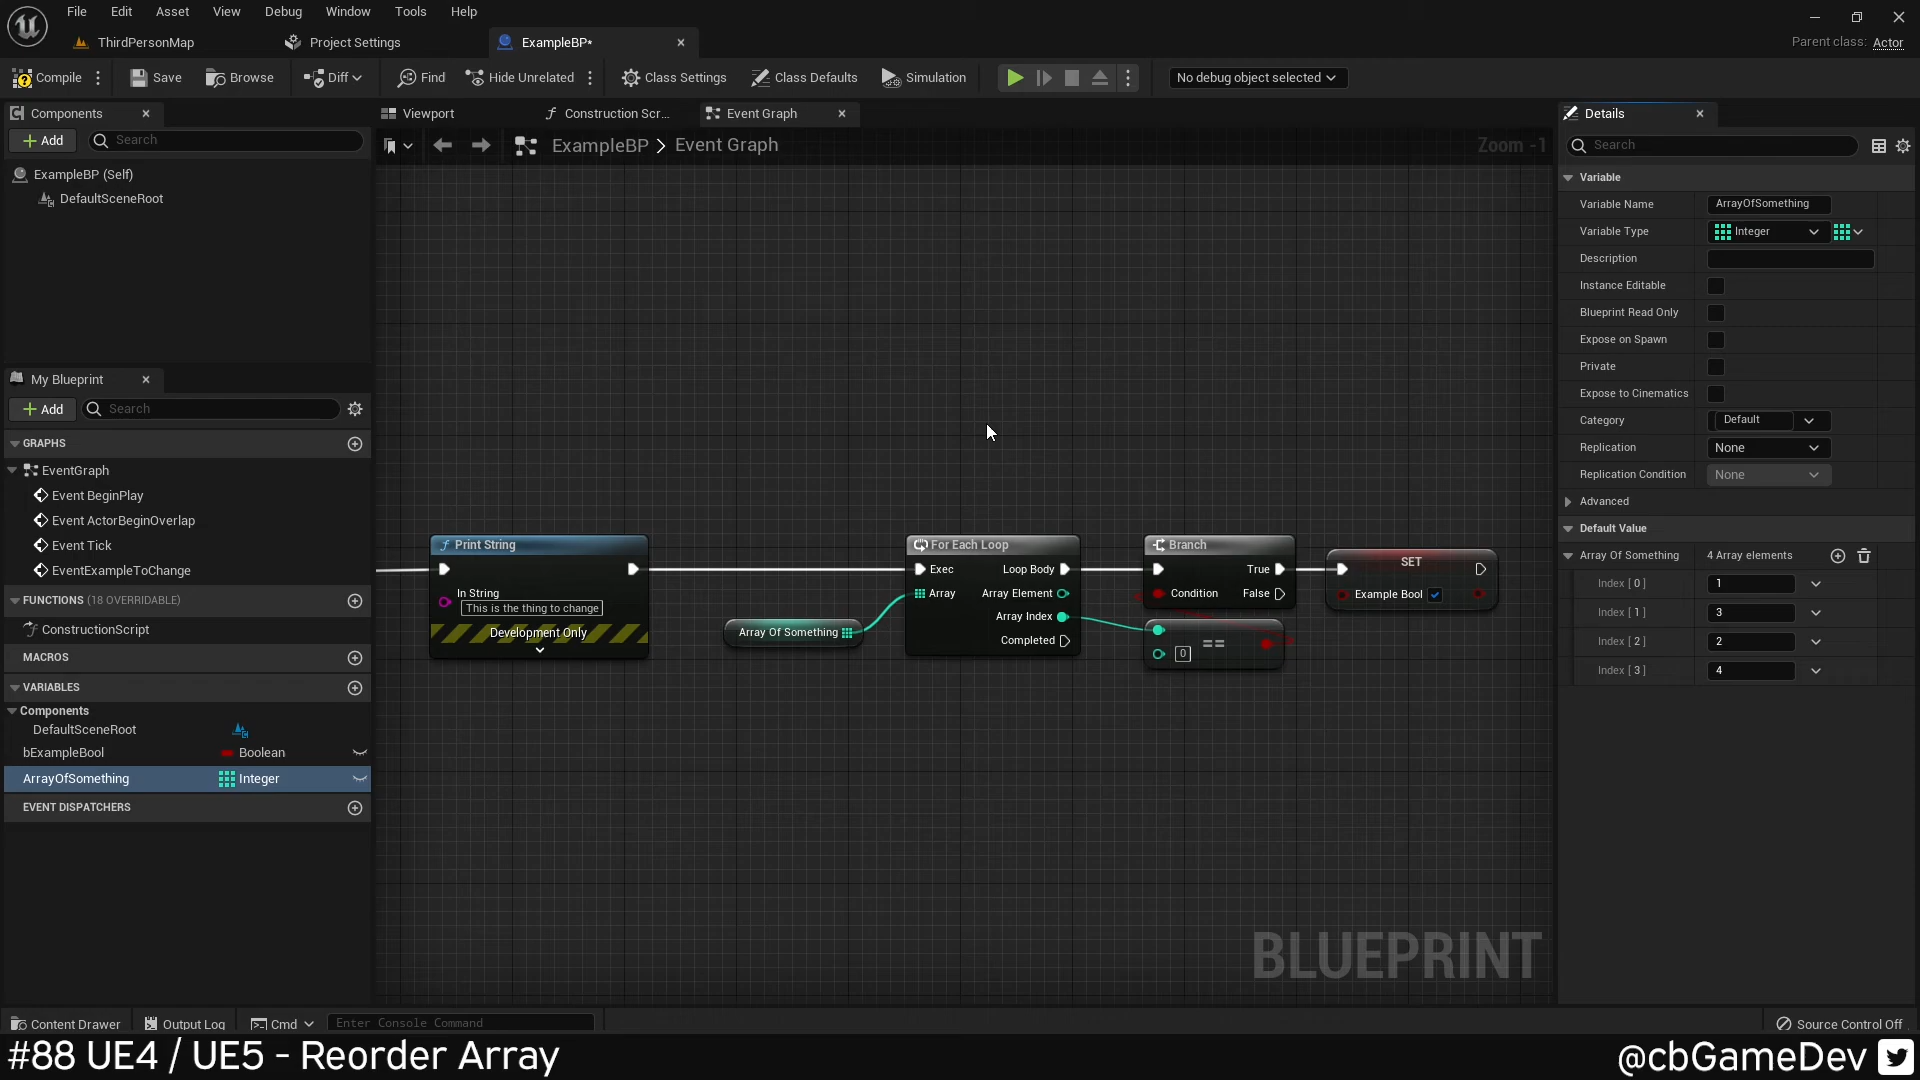 File Edit Asset View Debug Window Tools Help
ThirdPersonMap Project Settings ExampleBP*
Parent class: Actor
Compile Save Browse Diff Find Hide Unrelated Class Settings Class Defaults Simulation No debug object selected
Components
Add Search
ExampleBP (Self)
DefaultSceneRoot
My Blueprint
Add Search
GRAPHS
EventGraph
Event BeginPlay
Event ActorBeginOverlap
Event Tick
EventExampleToChange
FUNCTIONS (18 OVERRIDABLE)
ConstructionScript
MACROS
VARIABLES
Components
DefaultSceneRoot
bExampleBool Boolean
ArrayOfSomething Integer
EVENT DISPATCHERS
Viewport Construction Scr... Event Graph
ExampleBP > Event Graph
Zoom -1
Print String
In String
This is the thing to change
Development Only
Array Of Something
For Each Loop
Exec Loop Body
Array Array Element
Array Index
Completed
Branch
True
Condition False
0 ==
SET
Example Bool
BLUEPRINT
Details
Search
Variable
Variable Name ArrayOfSomething
Variable Type Integer
Description
Instance Editable
Blueprint Read Only
Expose on Spawn
Private
Expose to Cinematics
Category Default
Replication None
Replication Condition None
Advanced
Default Value
Array Of Something 4 Array elements
Index [ 0 ] 1
Index [ 1 ] 3
Index [ 2 ] 2
Index [ 3 ] 4
Content Drawer Output Log Cmd Enter Console Command Source Control Off
#88 UE4 / UE5 - Reorder Array @cbGameDev